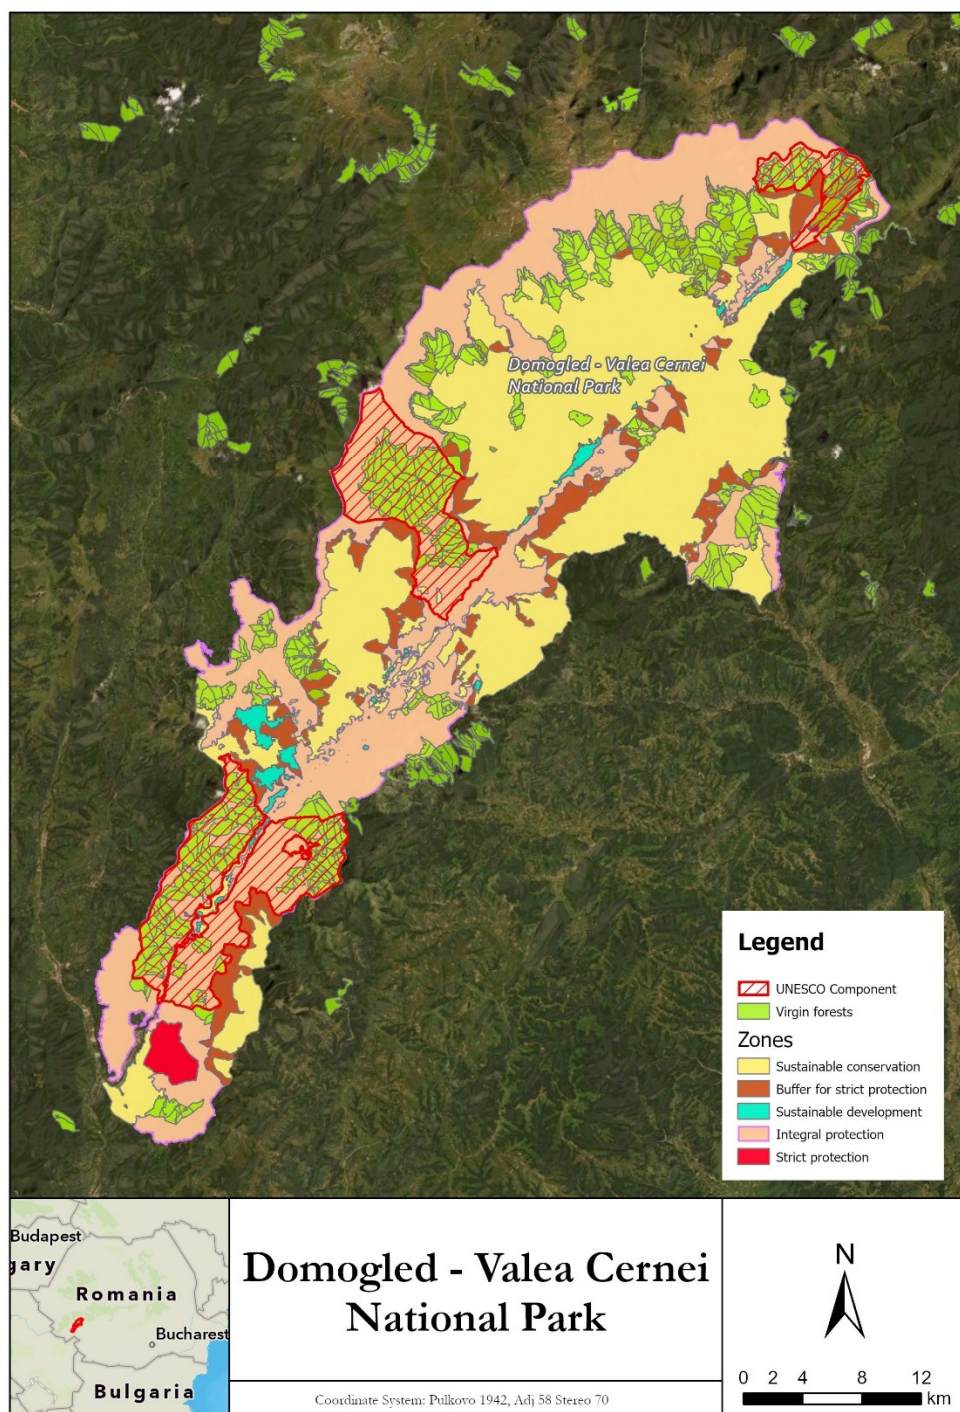 Domogled - Valea Cernei
National Park
Legend
UNESCO Component
Virgin forests
Zones
Sustainable conservation
Buffer for strict protection
Sustainable development
Integral protection
Strict protection
Budapest
gary
Romania
Bucharest
Bulgaria
Domogled - Valea Cernei
National Park
Coordinate System: Pulkovo 1942, Adj 58 Stereo 70
N
0 2 4 8 12
km